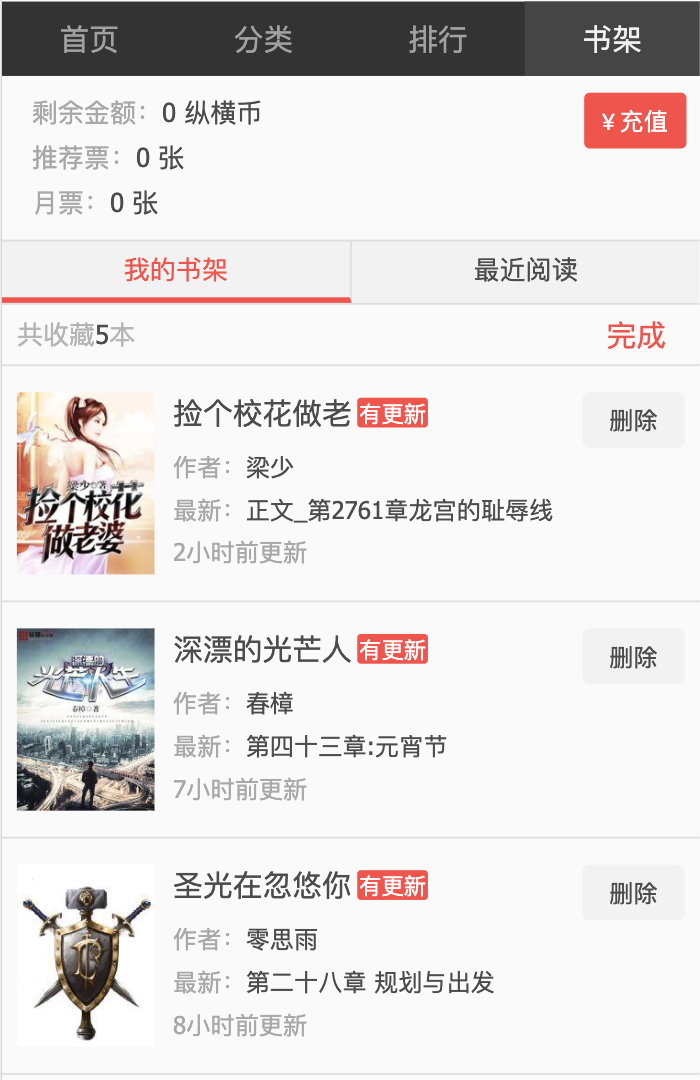 首页 分类 排行 书架
剩余金额：0 纵横币
¥充值
推荐票：0 张
月票：0 张
我的书架 最近阅读
共收藏5本 完成
捡个校花做老 有更新
删除
作者：梁少
最新：正文_第2761章龙宫的耻辱线
2小时前更新
梁少◎著
捡个校花
做老婆
深漂的光芒人 有更新
删除
作者：春樟
最新：第四十三章:元宵节
7小时前更新
深漂的
光芒人生
春樟◎著
圣光在忽悠你 有更新
删除
作者：零思雨
最新：第二十八章 规划与出发
8小时前更新